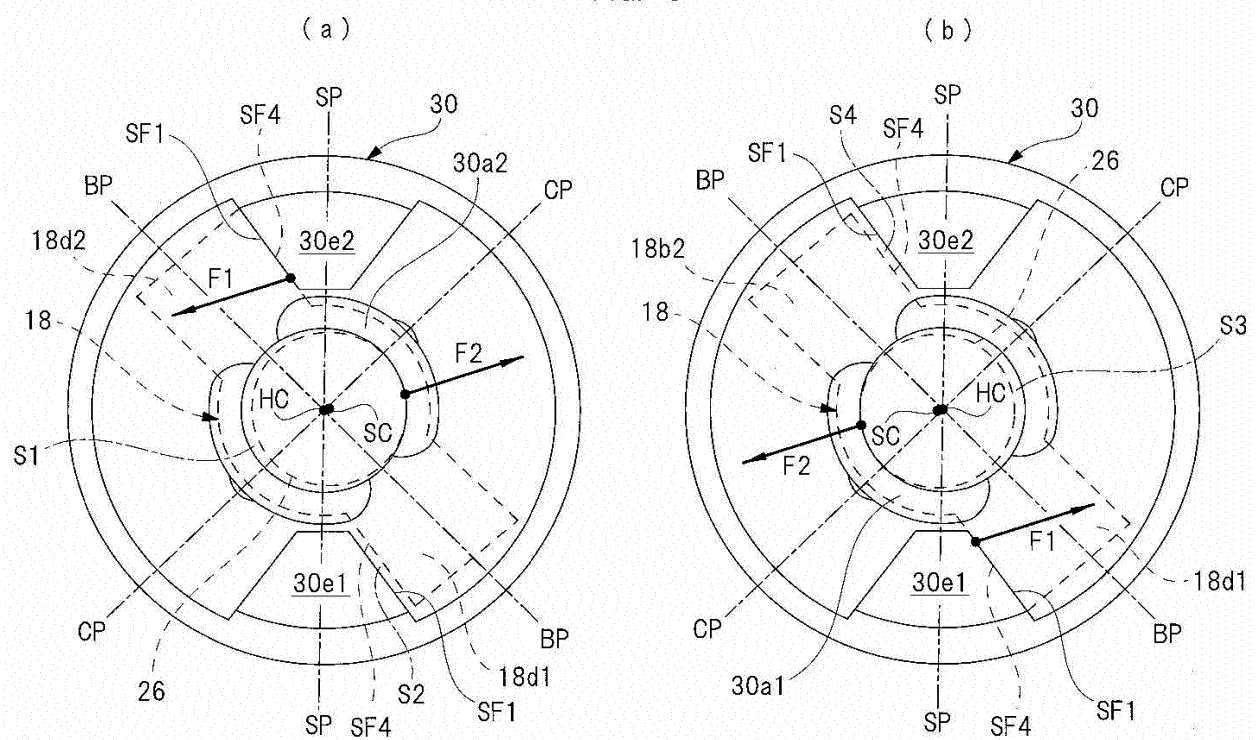 (a)
SP
SF4
30
SF1
30a2
BP
CP
18d2
30e2
F1
18
F2
HC
SC
S1
30e1
CP
BP
26
S2
18d1
SF4
SF1
SP
(b)
SP
S4
SF4
30
SF1
26
BP
CP
18b2
30e2
18
S3
HC
SC
F2
F1
30e1
18d1
CP
BP
30a1
SF4
SF1
SP